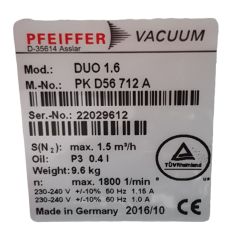 PFEIFFER VACUUM
D-35614 Asslar
Mod.: DUO 1.6
M.-No.: PK D56 712 A
Ser.-No.: 22029612
S(N₂) max. 1.5 m³/h
Oil: P3 0.4 l
Weight: 9.6 kg
TÜVRheinland
n: max. 1800 1/min
230-240 V +/-10% 50 Hz 1.15 A
230-240 V +/-10% 60 Hz 1.0 A
Made in Germany 2016/10 CE